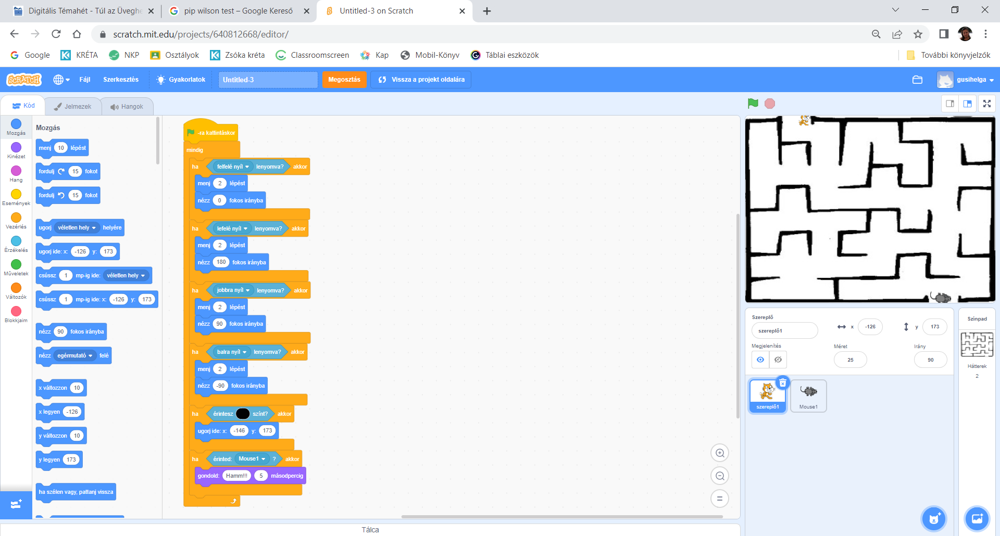 Digitális Témahét - Túl az Üveghe
pip wilson test – Google Kereső
Untitled-3 on Scratch
scratch.mit.edu/projects/640812668/editor/
Google
KRÉTA
NKP
Osztályok
Zsóka kréta
Classroomscreen
Kap
Mobil-Könyv
Táblai eszközök
További könyvjelzők
SCRATCH
Fájl
Szerkesztés
Gyakorlatok
Untitled-3
Megosztás
Vissza a projekt oldalára
gusihelga
Kód
Jelmezek
Hangok
Mozgás
Kinézet
Hang
Események
Vezérlés
Érzékelés
Műveletek
Változók
Blokkjaim
Mozgás
menj 10 lépést
fordulj 15 fokot
fordulj 15 fokot
ugorj véletlen hely helyére
ugorj ide: x: -126 y: 173
csússz 1 mp-ig ide: véletlen hely
csússz 1 mp-ig ide: x: -126 y: 173
nézz 90 fokos irányba
nézz egérmutató felé
x változzon 10
x legyen -126
y változzon 10
y legyen 173
ha szélen vagy, pattanj vissza
-ra kattintáskor
mindig
ha felfelé nyíl lenyomva? akkor
menj 2 lépést
nézz 0 fokos irányba
ha lefelé nyíl lenyomva? akkor
menj 2 lépést
nézz 180 fokos irányba
ha jobbra nyíl lenyomva? akkor
menj 2 lépést
nézz 90 fokos irányba
ha balra nyíl lenyomva? akkor
menj 2 lépést
nézz -90 fokos irányba
ha érintesz színt? akkor
ugorj ide: x: -146 y: 173
ha érinted: Mouse1 ? akkor
gondold: Hamm!!! 5 másodpercig
Tálca
Szereplő
szereplő1
x -126
y 173
Megjelenítés
Méret
25
Irány
90
szereplő1
Mouse1
Színpad
Hátterek
2